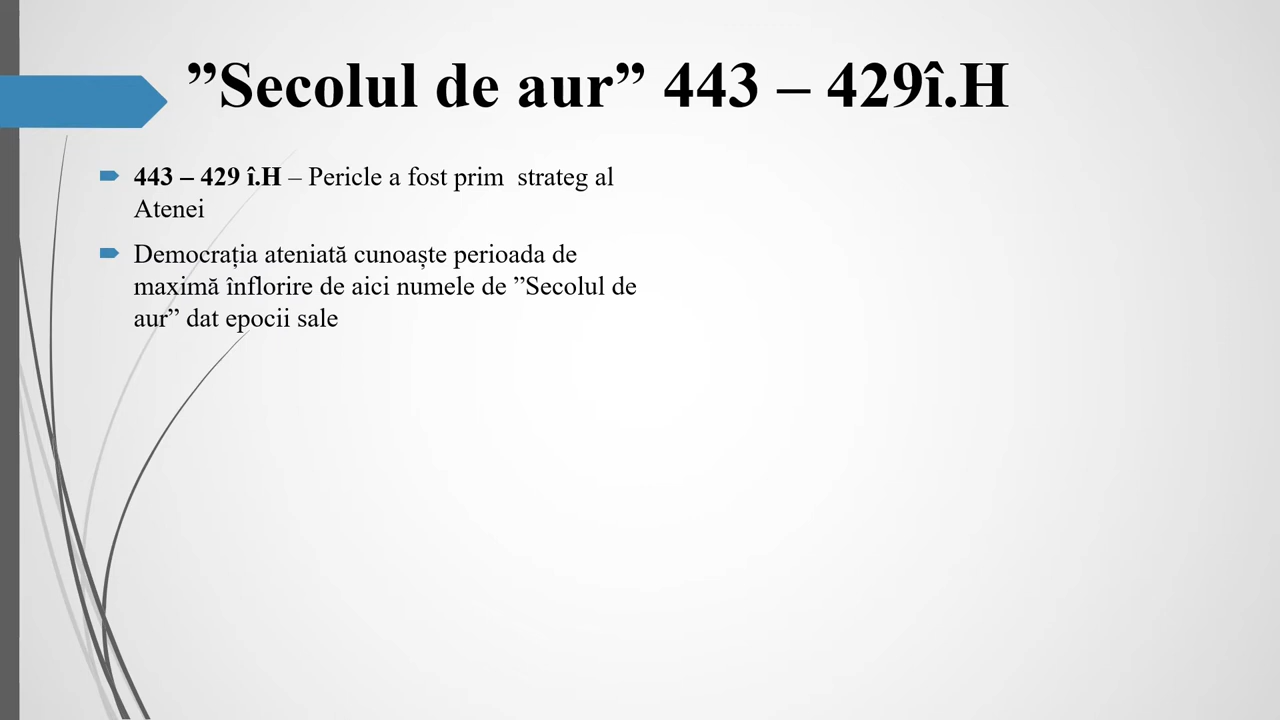 ”Secolul de aur” 443 – 429î.H
443 – 429 î.H – Pericle a fost prim  strateg al
Atenei
Democrația ateniată cunoaște perioada de
maximă înflorire de aici numele de ”Secolul de
aur” dat epocii sale